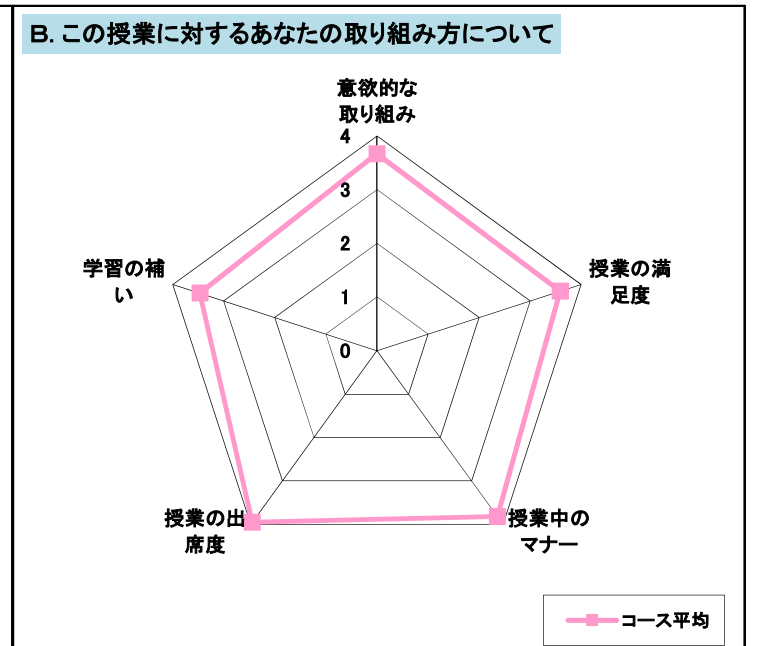 B. この授業に対するあなたの取り組み方について
意欲的な
取り組み
4
3
2
1
0
学習の補
い
授業の満
足度
授業の出
席度
授業中の
マナー
コース平均